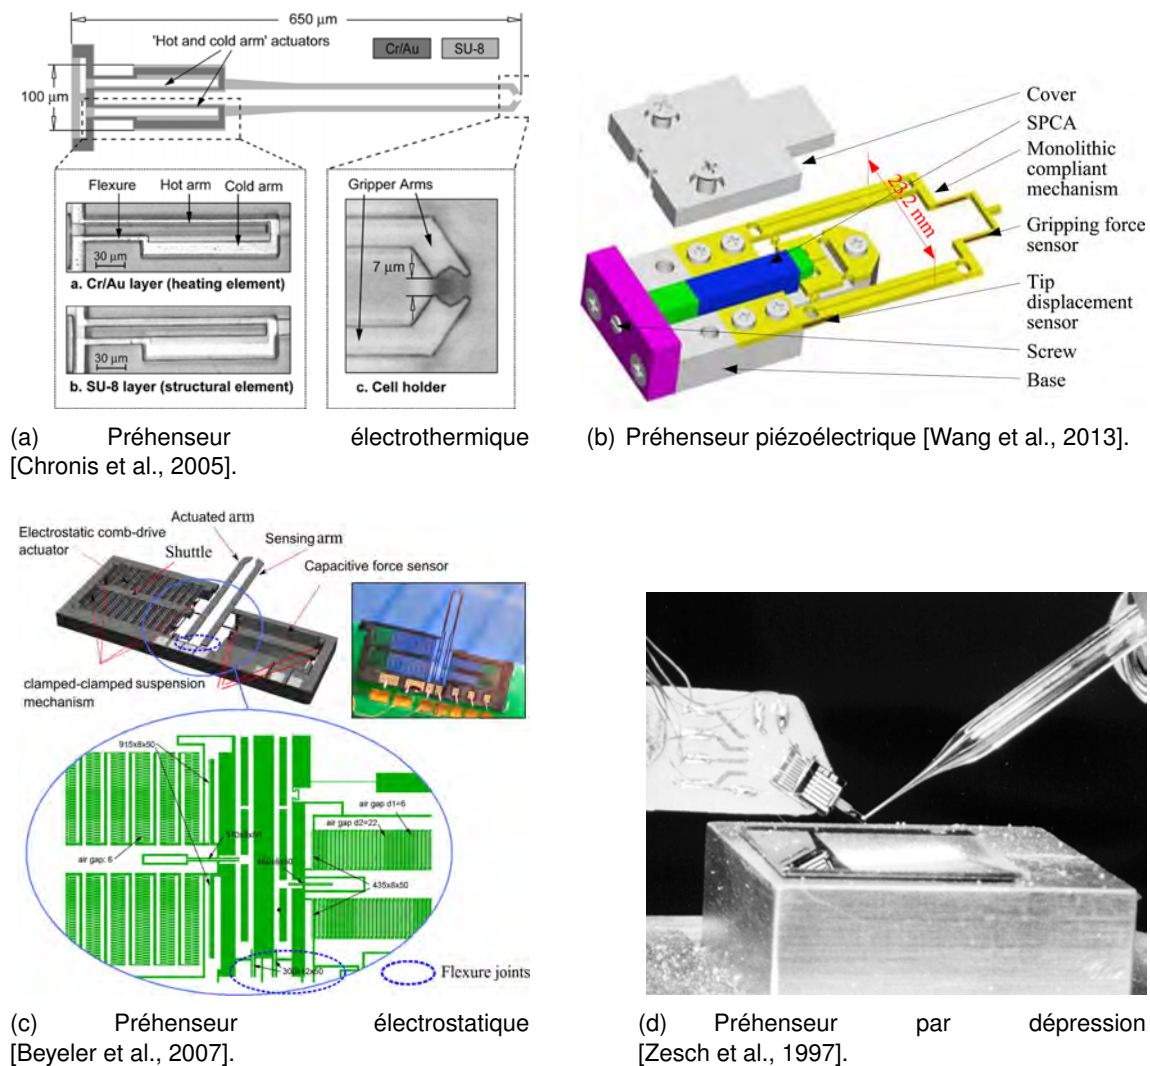 650 µm
'Hot and cold arm' actuators
Cr/Au
SU-8
100 µm
Flexure
Hot arm
Cold arm
30 µm
a. Cr/Au layer (heating element)
30 µm
b. SU-8 layer (structural element)
Gripper Arms
7 µm
c. Cell holder
(a) Préhenseur électrothermique
[Chronis et al., 2005].
Cover
SPCA
Monolithic
compliant
mechanism
23.2 mm
Gripping force
sensor
Tip
displacement
sensor
Screw
Base
(b) Préhenseur piézoélectrique [Wang et al., 2013].
Actuated arm
Electrostatic comb-drive
actuator
Sensing arm
Shuttle
Capacitive force sensor
clamped-clamped suspension
mechanism
915x8x50
air gap d1=6
air gap d2=22
air gap: 6
435x8x50
Flexure joints
(c) Préhenseur électrostatique
[Beyeler et al., 2007].
(d) Préhenseur par dépression
[Zesch et al., 1997].